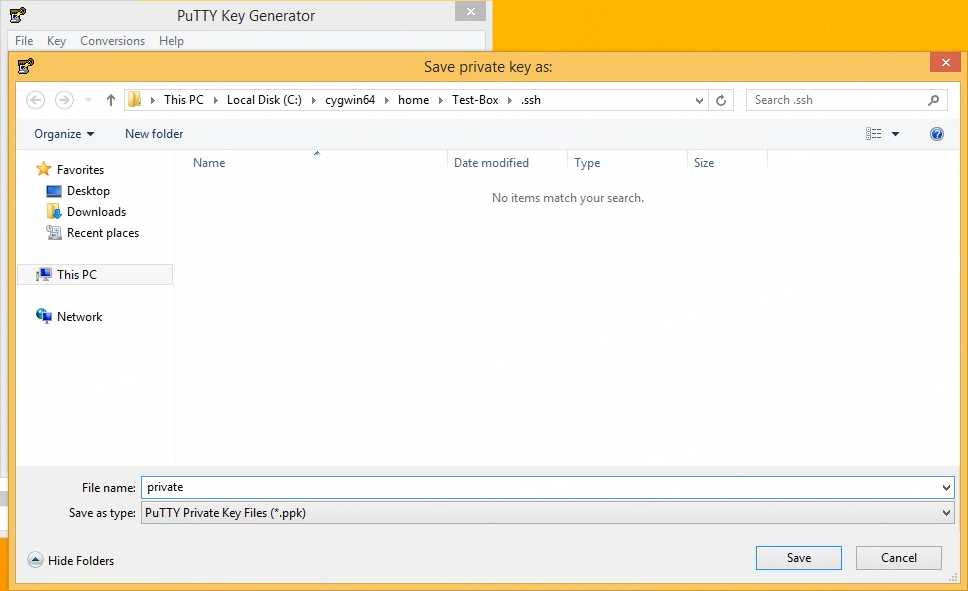 PuTTY Key Generator
File Key Conversions Help
Save private key as:
This PC Local Disk (C:) cygwin64 home Test-Box .ssh
Search .ssh
Organize New folder
Name Date modified Type Size
Favorites
No items match your search.
Desktop
Downloads
Recent places
This PC
Network
File name: private
Save as type: PuTTY Private Key Files (*.ppk)
Hide Folders Save Cancel